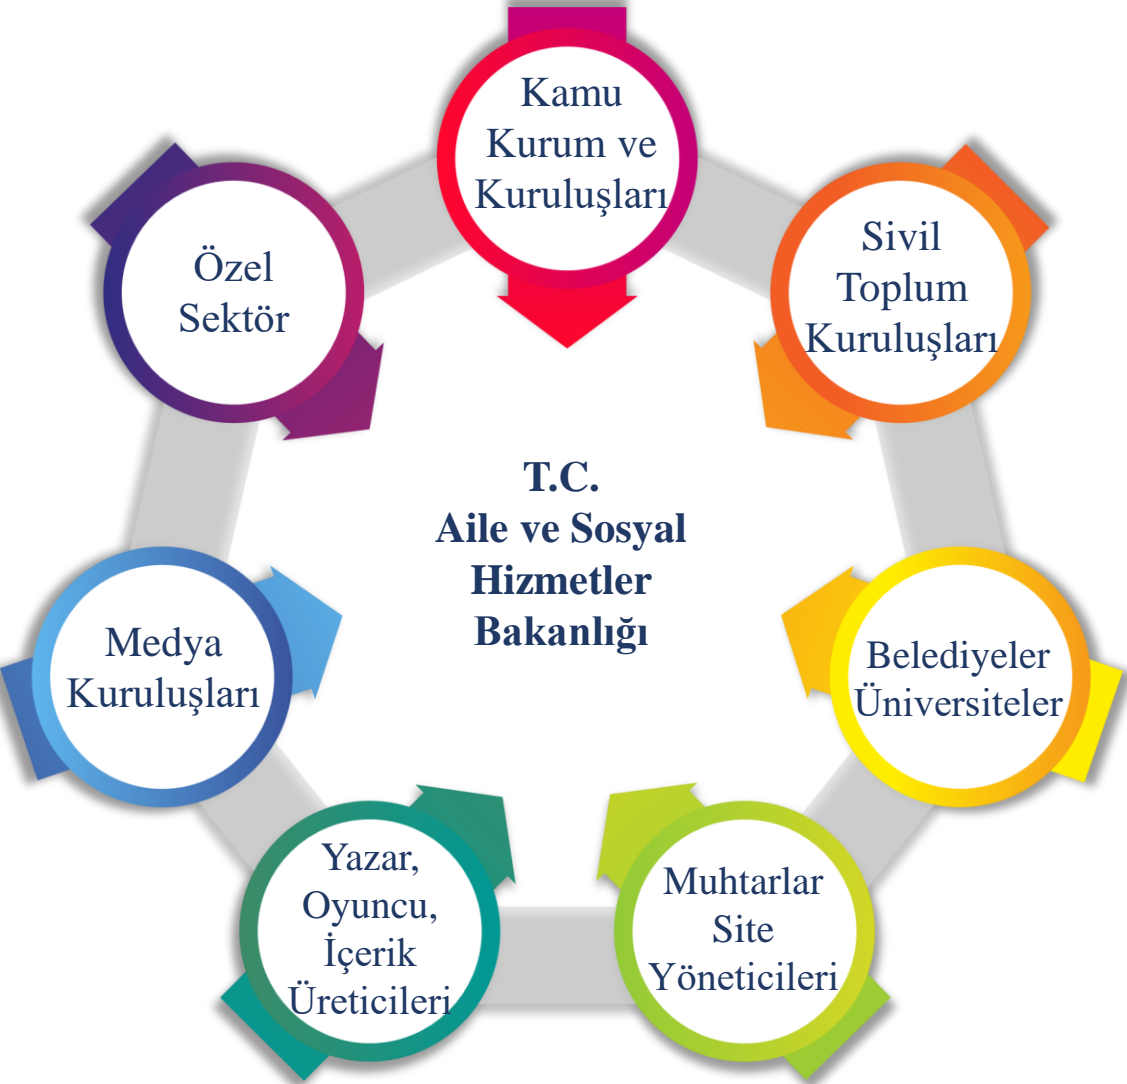 Kamu
Kurum ve
Kuruluşları
Sivil
Toplum
Kuruluşları
Belediyeler
Üniversiteler
Muhtarlar
Site
Yöneticileri
Yazar,
Oyuncu,
İçerik
Üreticileri
Medya
Kuruluşları
Özel
Sektör
T.C.
Aile ve Sosyal
Hizmetler
Bakanlığı